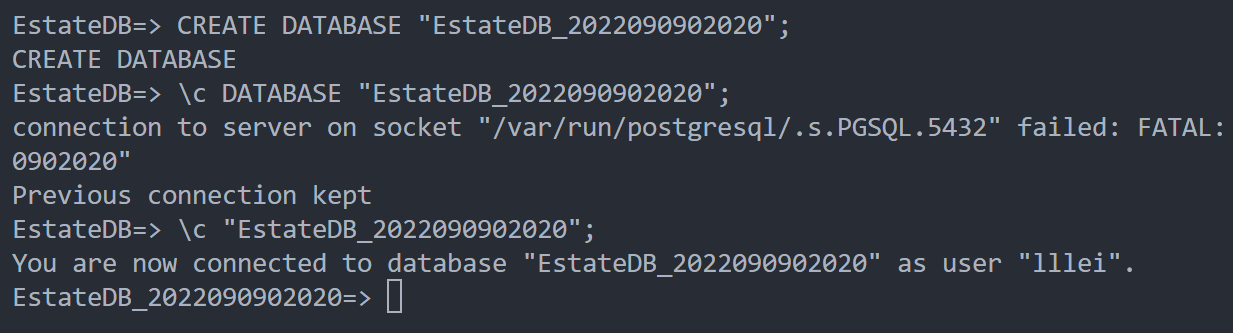 EstateDB=> CREATE DATABASE "EstateDB_2022090902020";
CREATE DATABASE
EstateDB=> \c DATABASE "EstateDB_2022090902020";
connection to server on socket "/var/run/postgresql/.s.PGSQL.5432" failed: FATAL:
0902020"
Previous connection kept
EstateDB=> \c "EstateDB_2022090902020";
You are now connected to database "EstateDB_2022090902020" as user "lllei".
EstateDB_2022090902020=>